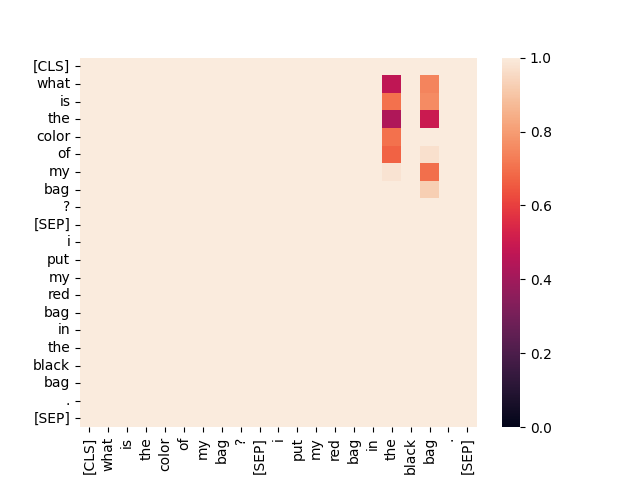 [CLS]
what
is
the
color
of
my
bag
?
[SEP]
i
put
my
red
bag
in
the
black
bag
.
[SEP]
[CLS]
what
is
the
color
of
my
bag
?
[SEP]
i
put
my
red
bag
in
the
black
bag
.
[SEP]
1.0
0.8
0.6
0.4
0.2
0.0